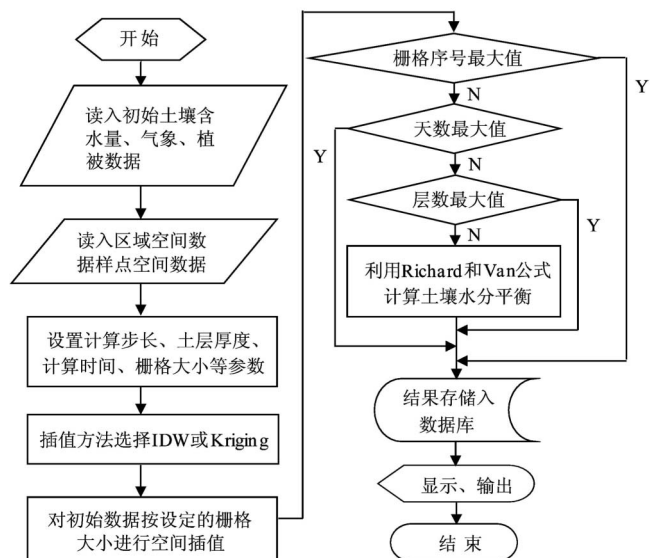 开始
读入初始土壤含
水量、气象、植
被数据
读入区域空间数
据样点空间数据
设置计算步长、土层厚度、
计算时间、栅格大小等参数
插值方法选择IDW或Kriging
对初始数据按设定的栅格
大小进行空间插值
栅格序号最大值
Y
N
天数最大值
Y
N
层数最大值
Y
N
利用Richard和Van公式
计算土壤水分平衡
结果存储入
数据库
显示、输出
结束